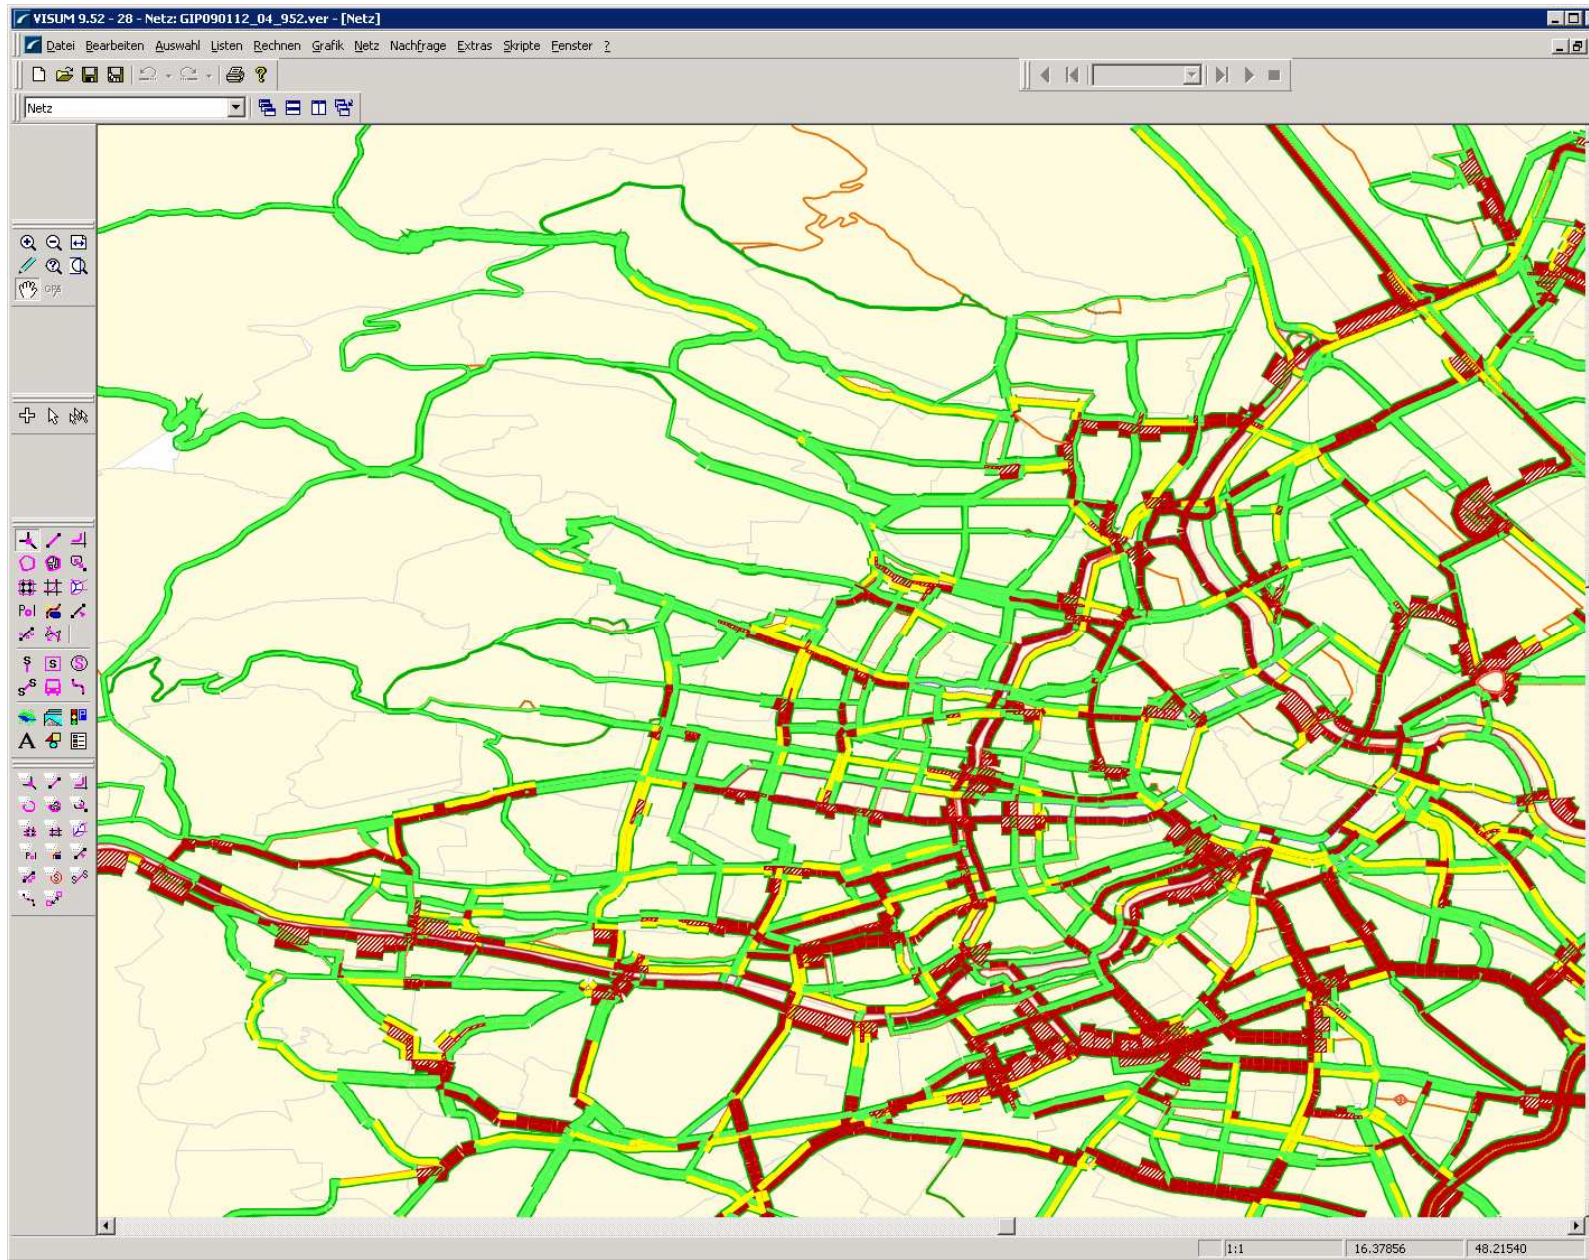 VISUM 9.52 - 28 - Netz: GIP090112_04_952.ver - [Netz]
Datei Bearbeiten Auswahl Listen Rechnen Grafik Netz Nachfrage Extras Skripte Fenster ?
Netz
GPS
P●I
S S S
S S
A
P●I
1:1 16.37856 48.21540